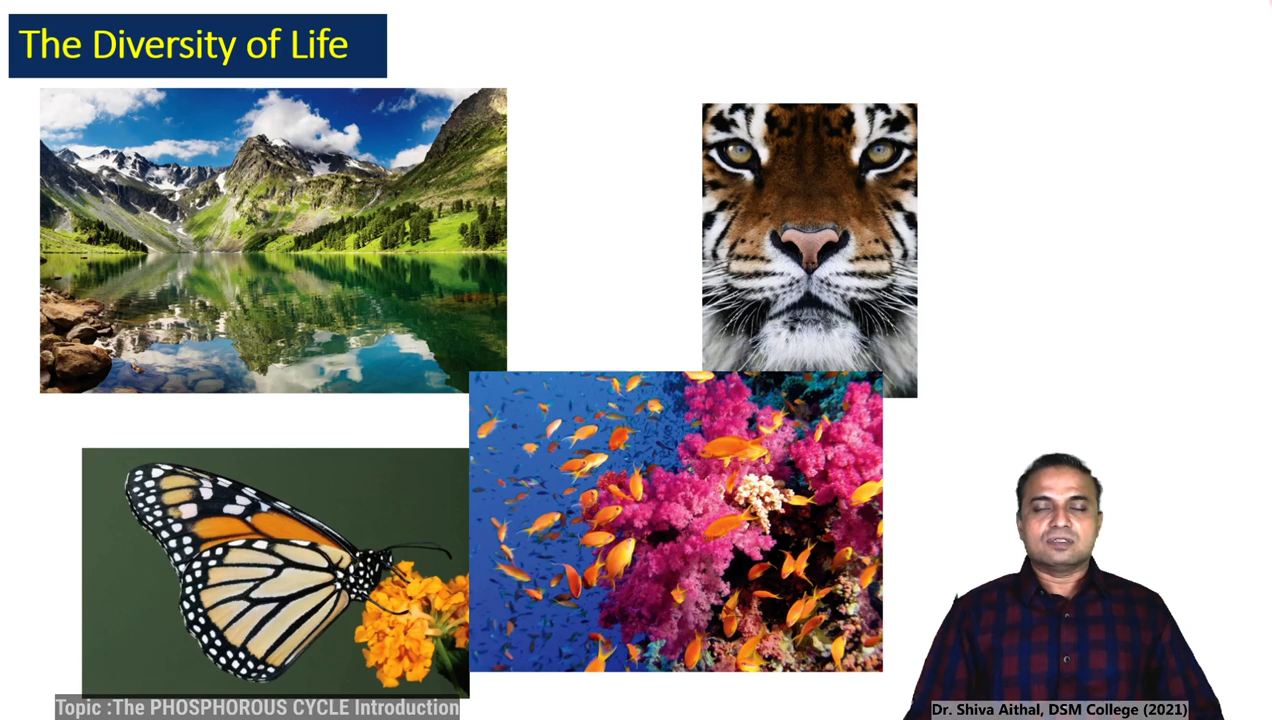 The Diversity of Life
Topic :The PHOSPHOROUS CYCLE Introduction
Dr. Shiva Aithal, DSM College (2021)